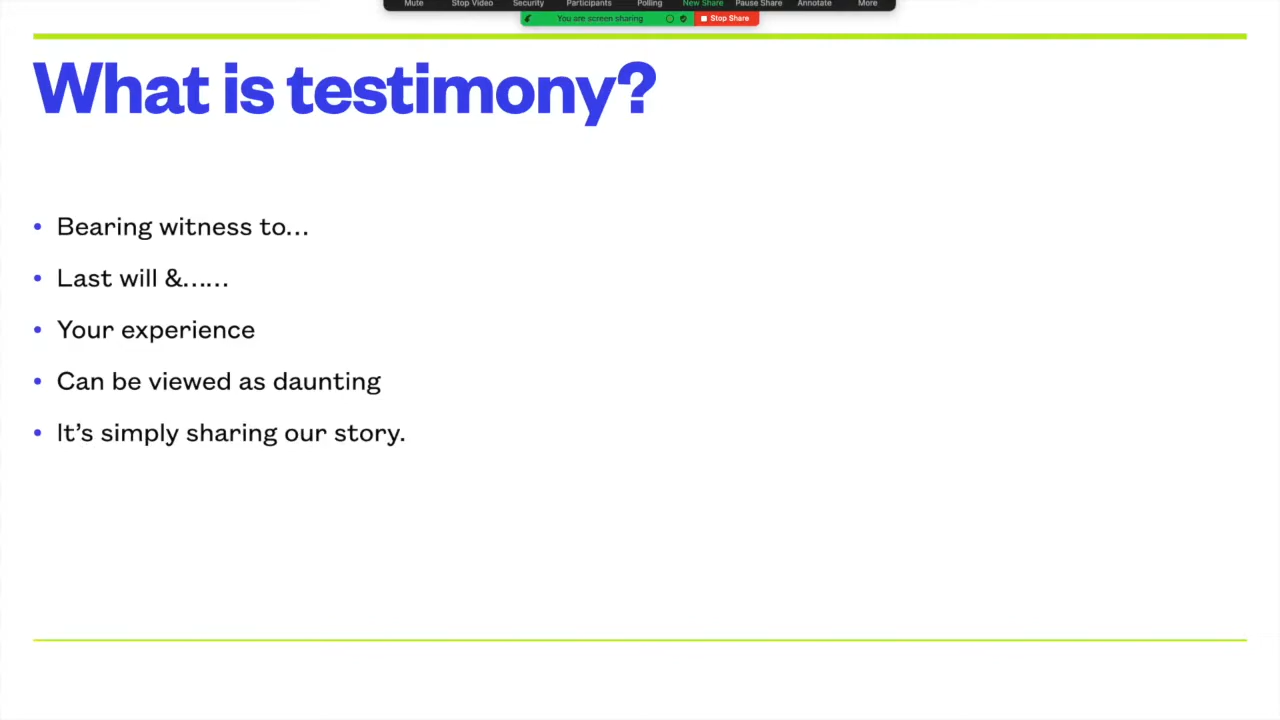 Mute Stop Video Security Participants Polling New Share Pause Share Annotate More
You are screen sharing Stop Share
What is testimony?
• Bearing witness to...
• Last will &......
• Your experience
• Can be viewed as daunting
• It's simply sharing our story.